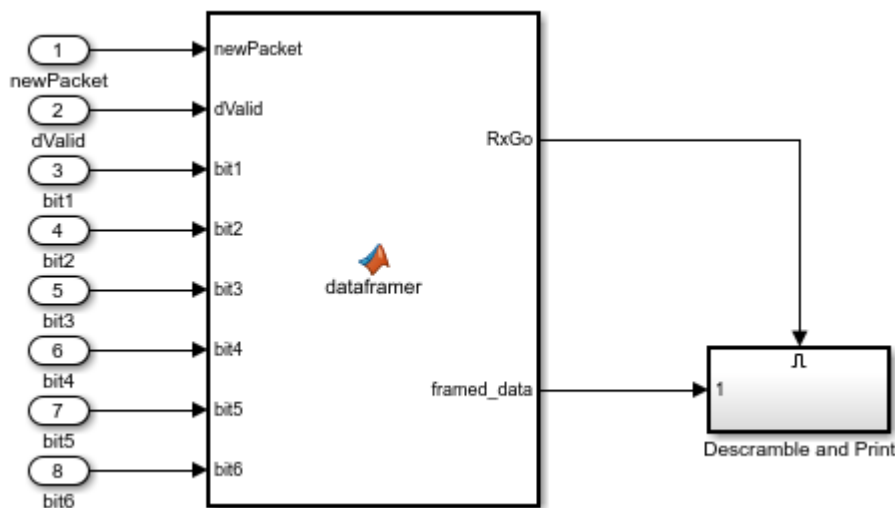 1
newPacket
2
dValid
3
bit1
4
bit2
5
bit3
6
bit4
7
bit5
8
bit6
newPacket
dValid
bit1
bit2
bit3
bit4
bit5
bit6
dataframer
RxGo
framed_data
1
Descramble and Print